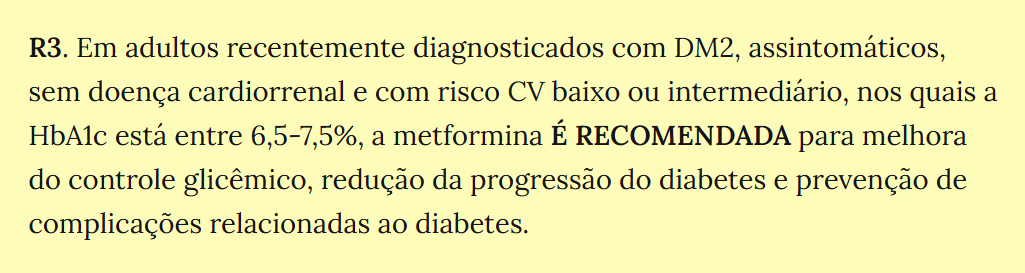 R3. Em adultos recentemente diagnosticados com DM2, assintomáticos,
sem doença cardiorrenal e com risco CV baixo ou intermediário, nos quais a
HbA1c está entre 6,5-7,5%, a metformina É RECOMENDADA para melhora
do controle glicêmico, redução da progressão do diabetes e prevenção de
complicações relacionadas ao diabetes.